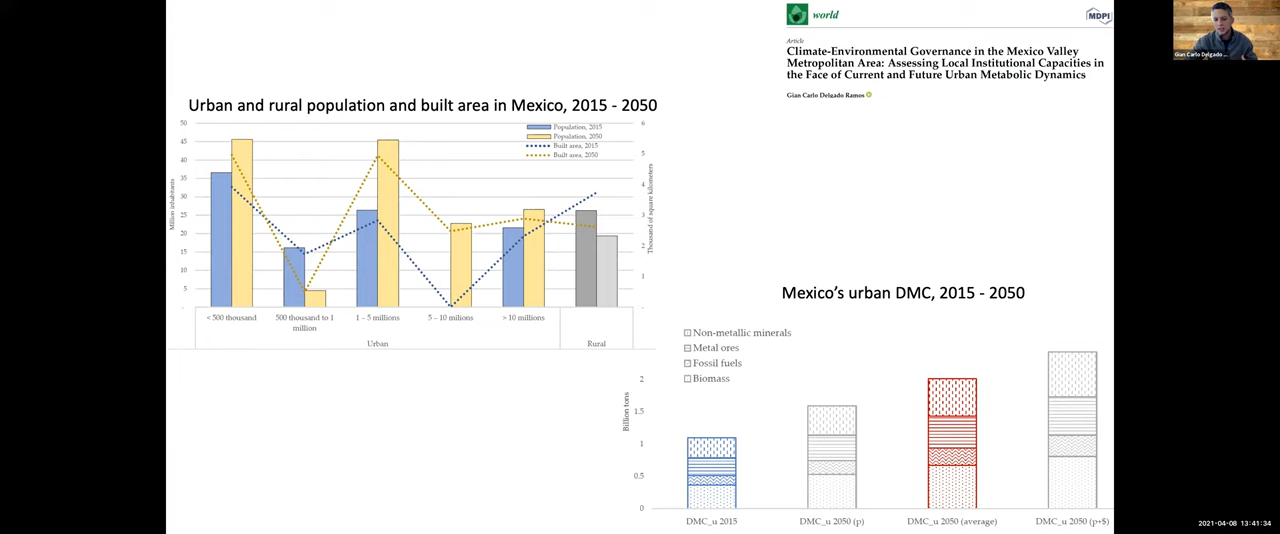 world
MDPI
Article
Climate-Environmental Governance in the Mexico Valley
Metropolitan Area: Assessing Local Institutional Capacities in
the Face of Current and Future Urban Metabolic Dynamics
Gian Carlo Delgado Ramos
Gian Carlo Delgado ...
Urban and rural population and built area in Mexico, 2015 - 2050
Population, 2015
Population, 2050
Built area, 2015
Built area, 2050
Million inhabitants
50
45
40
35
30
25
20
15
10
5
-
Thousand of square kilometers
6
5
4
3
2
1
-
< 500 thousand
500 thousand to 1
million
1 – 5 millions
5 – 10 milions
> 10 millions
Urban
Rural
Mexico's urban DMC, 2015 - 2050
Non-metallic minerals
Metal ores
Fossil fuels
Biomass
Billion tons
2
1.5
1
0.5
0
DMC_u 2015
DMC_u 2050 (p)
DMC_u 2050 (average)
DMC_u 2050 (p+$)
2021-04-08 13:41:34